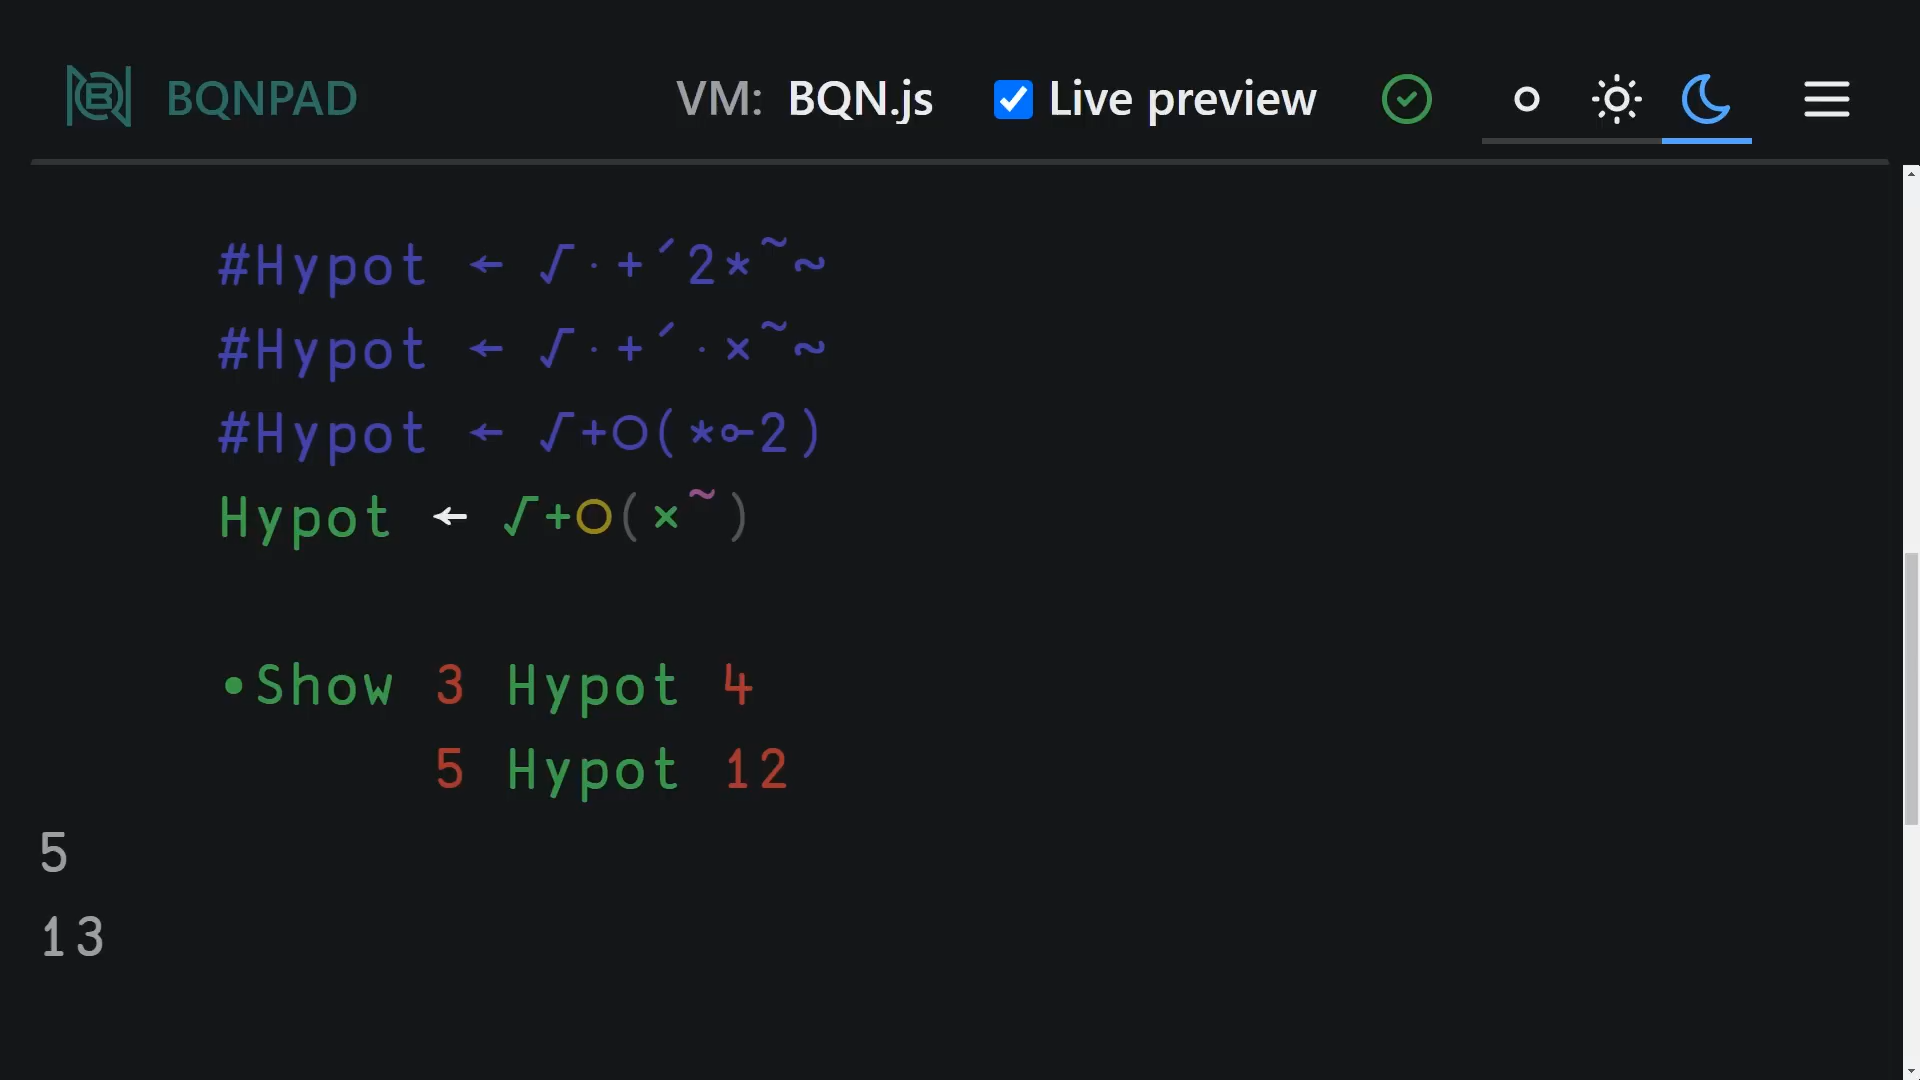 BQNPAD VM: BQN.js Live preview
#Hypot ← √·+´2⋆˜∾
#Hypot ← √·+´·×˜∾
#Hypot ← √+○(⋆⟜2)
Hypot ← √+○(×˜)
•Show 3 Hypot 4
5 Hypot 12
5
13